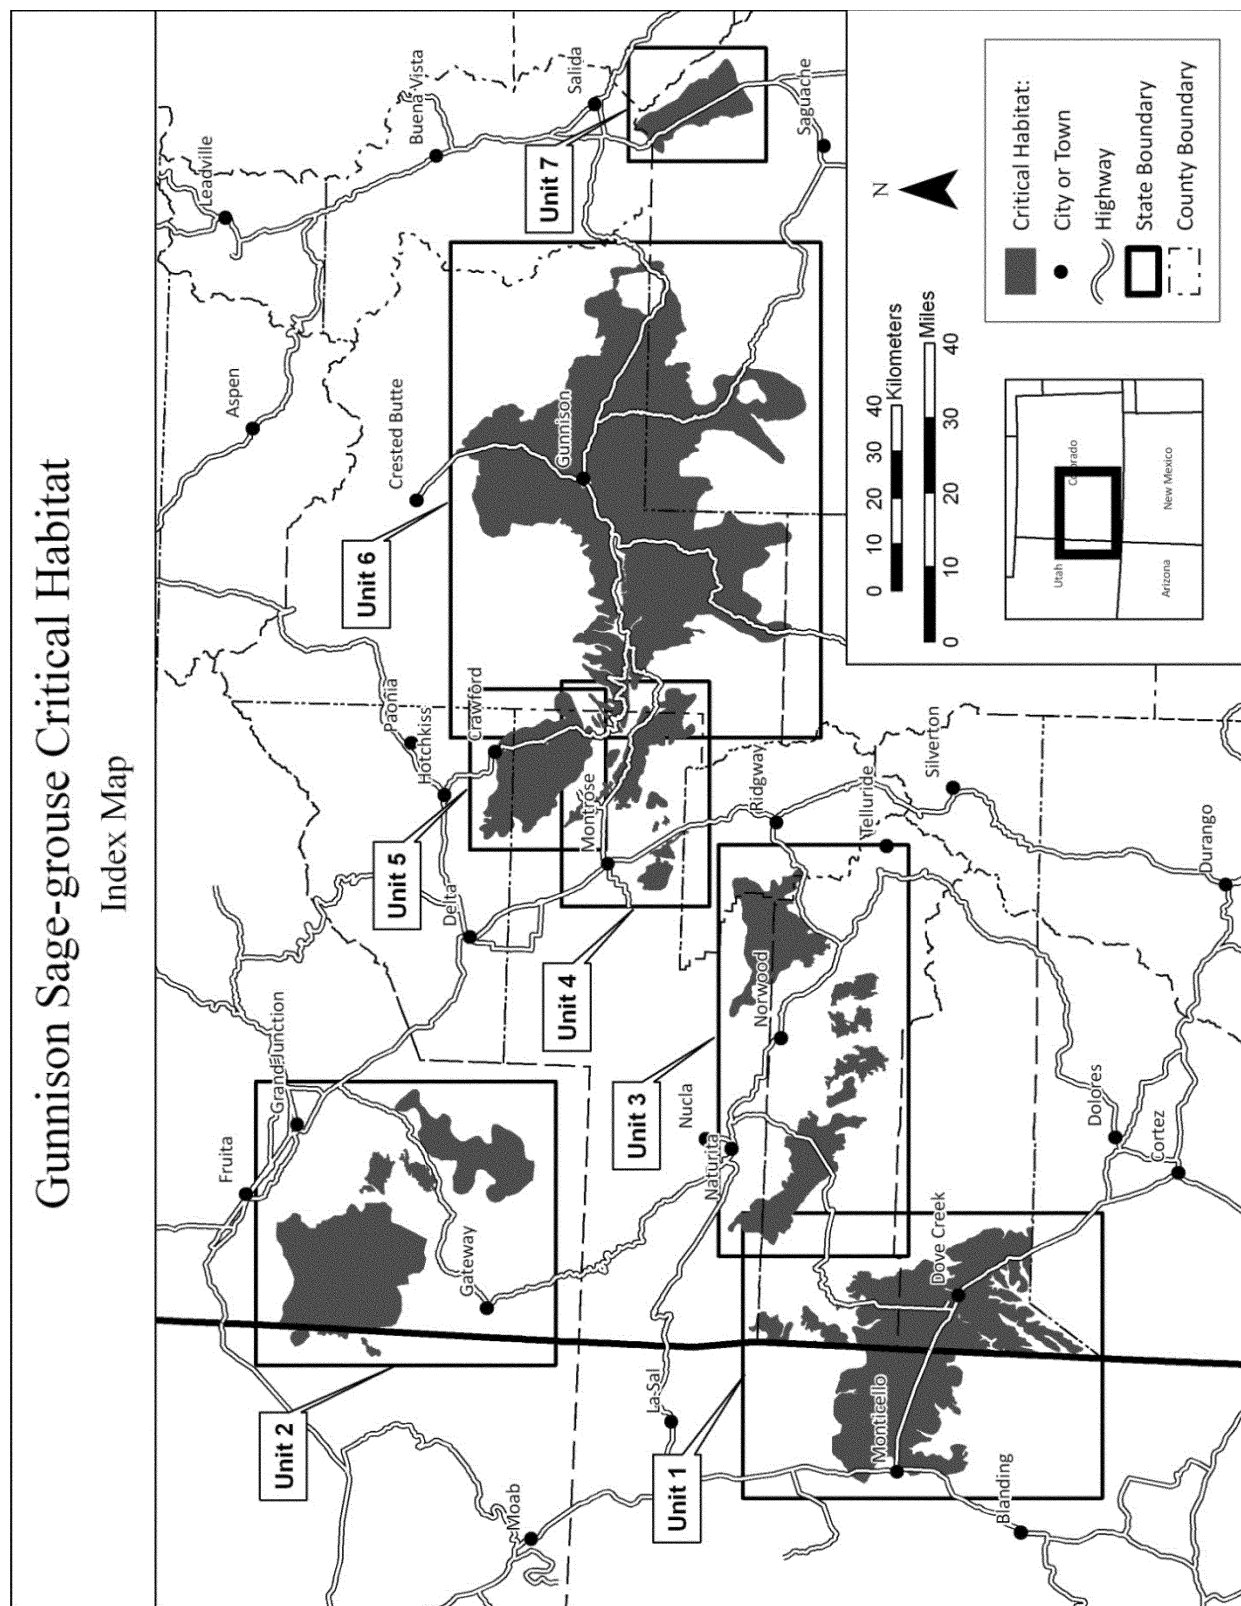 Gunnison Sage-grouse Critical Habitat
Index Map
Fruita
Grand Junction
Gateway
Unit 2
Moab
La Sal
Unit 1
Monticello
Blanding
Dove Creek
Dolores
Cortez
Naturita
Nucla
Unit 3
Norwood
Unit 4
Delta
Unit 5
Hotchkiss
Paonia
Crawford
Montrose
Ridgway
Telluride
Silverton
Durango
Unit 6
Crested Butte
Gunnison
Aspen
Leadville
Buena Vista
Salida
Unit 7
Saguache
N
0 10 20 30 40
Kilometers
Miles
0 10 20 30 40
Utah
Colorado
Arizona
New Mexico
Critical Habitat:
City or Town
Highway
State Boundary
County Boundary